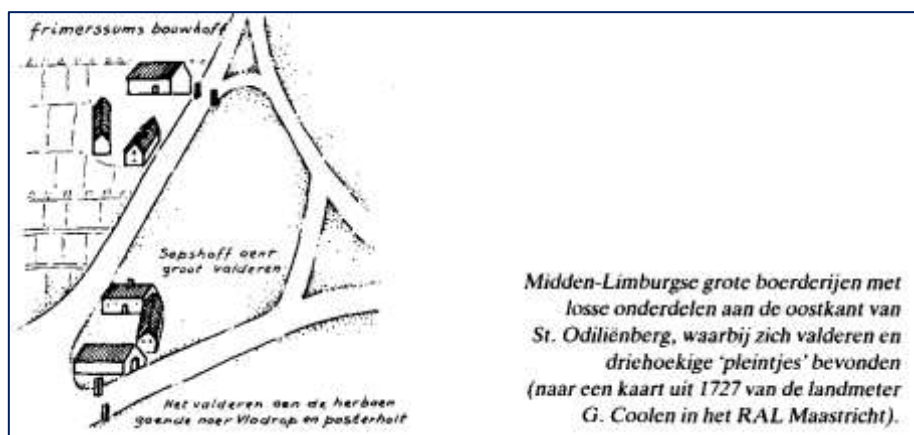 frimerssums bouwhoff
Sepshoff aent
groot valderen
Het valderen aen de herbaen
gaende naer Vlodrop en posterholt
Midden-Limburgse grote boerderijen met
losse onderdelen aan de oostkant van
St. Odiliënberg, waarbij zich valderen en
driehoekige ‘pleintjes’ bevonden
(naar een kaart uit 1727 van de landmeter
G. Coolen in het RAL Maastricht).